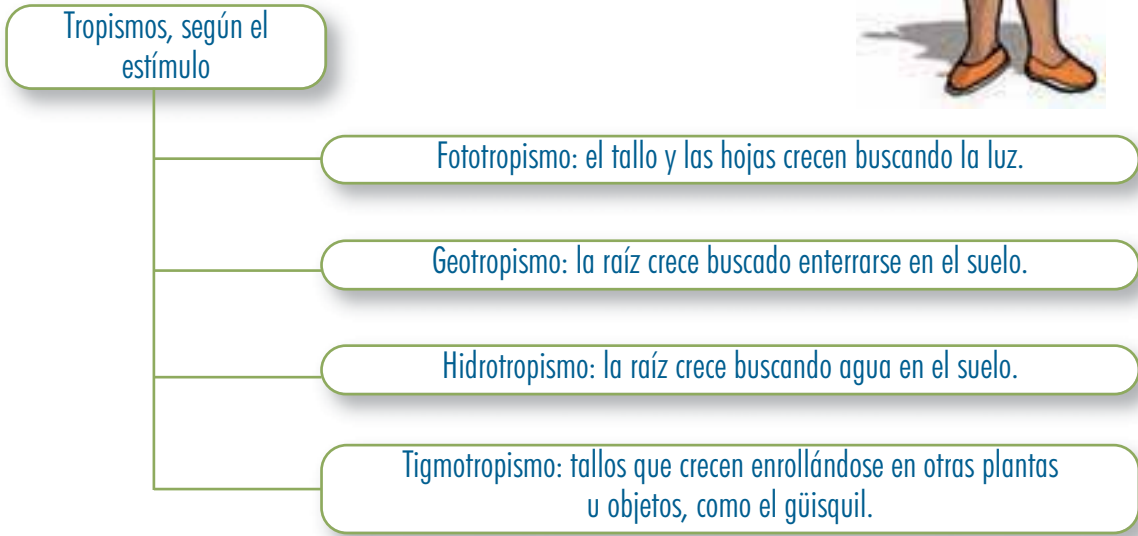 Tropismos, según el
estímulo
Fototropismo: el tallo y las hojas crecen buscando la luz.
Geotropismo: la raíz crece buscado enterrarse en el suelo.
Hidrotropismo: la raíz crece buscando agua en el suelo.
Tigmotropismo: tallos que crecen enrollándose en otras plantas
u objetos, como el güisquil.